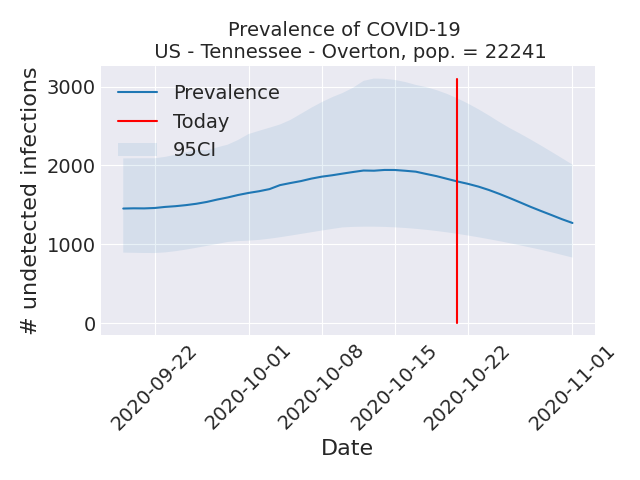 Prevalence of COVID-19
US - Tennessee - Overton, pop. = 22241
# undetected infections
3000
2000
1000
0
Prevalence
Today
95CI
2020-09-22
2020-10-01
2020-10-08
2020-10-15
2020-10-22
2020-11-01
Date